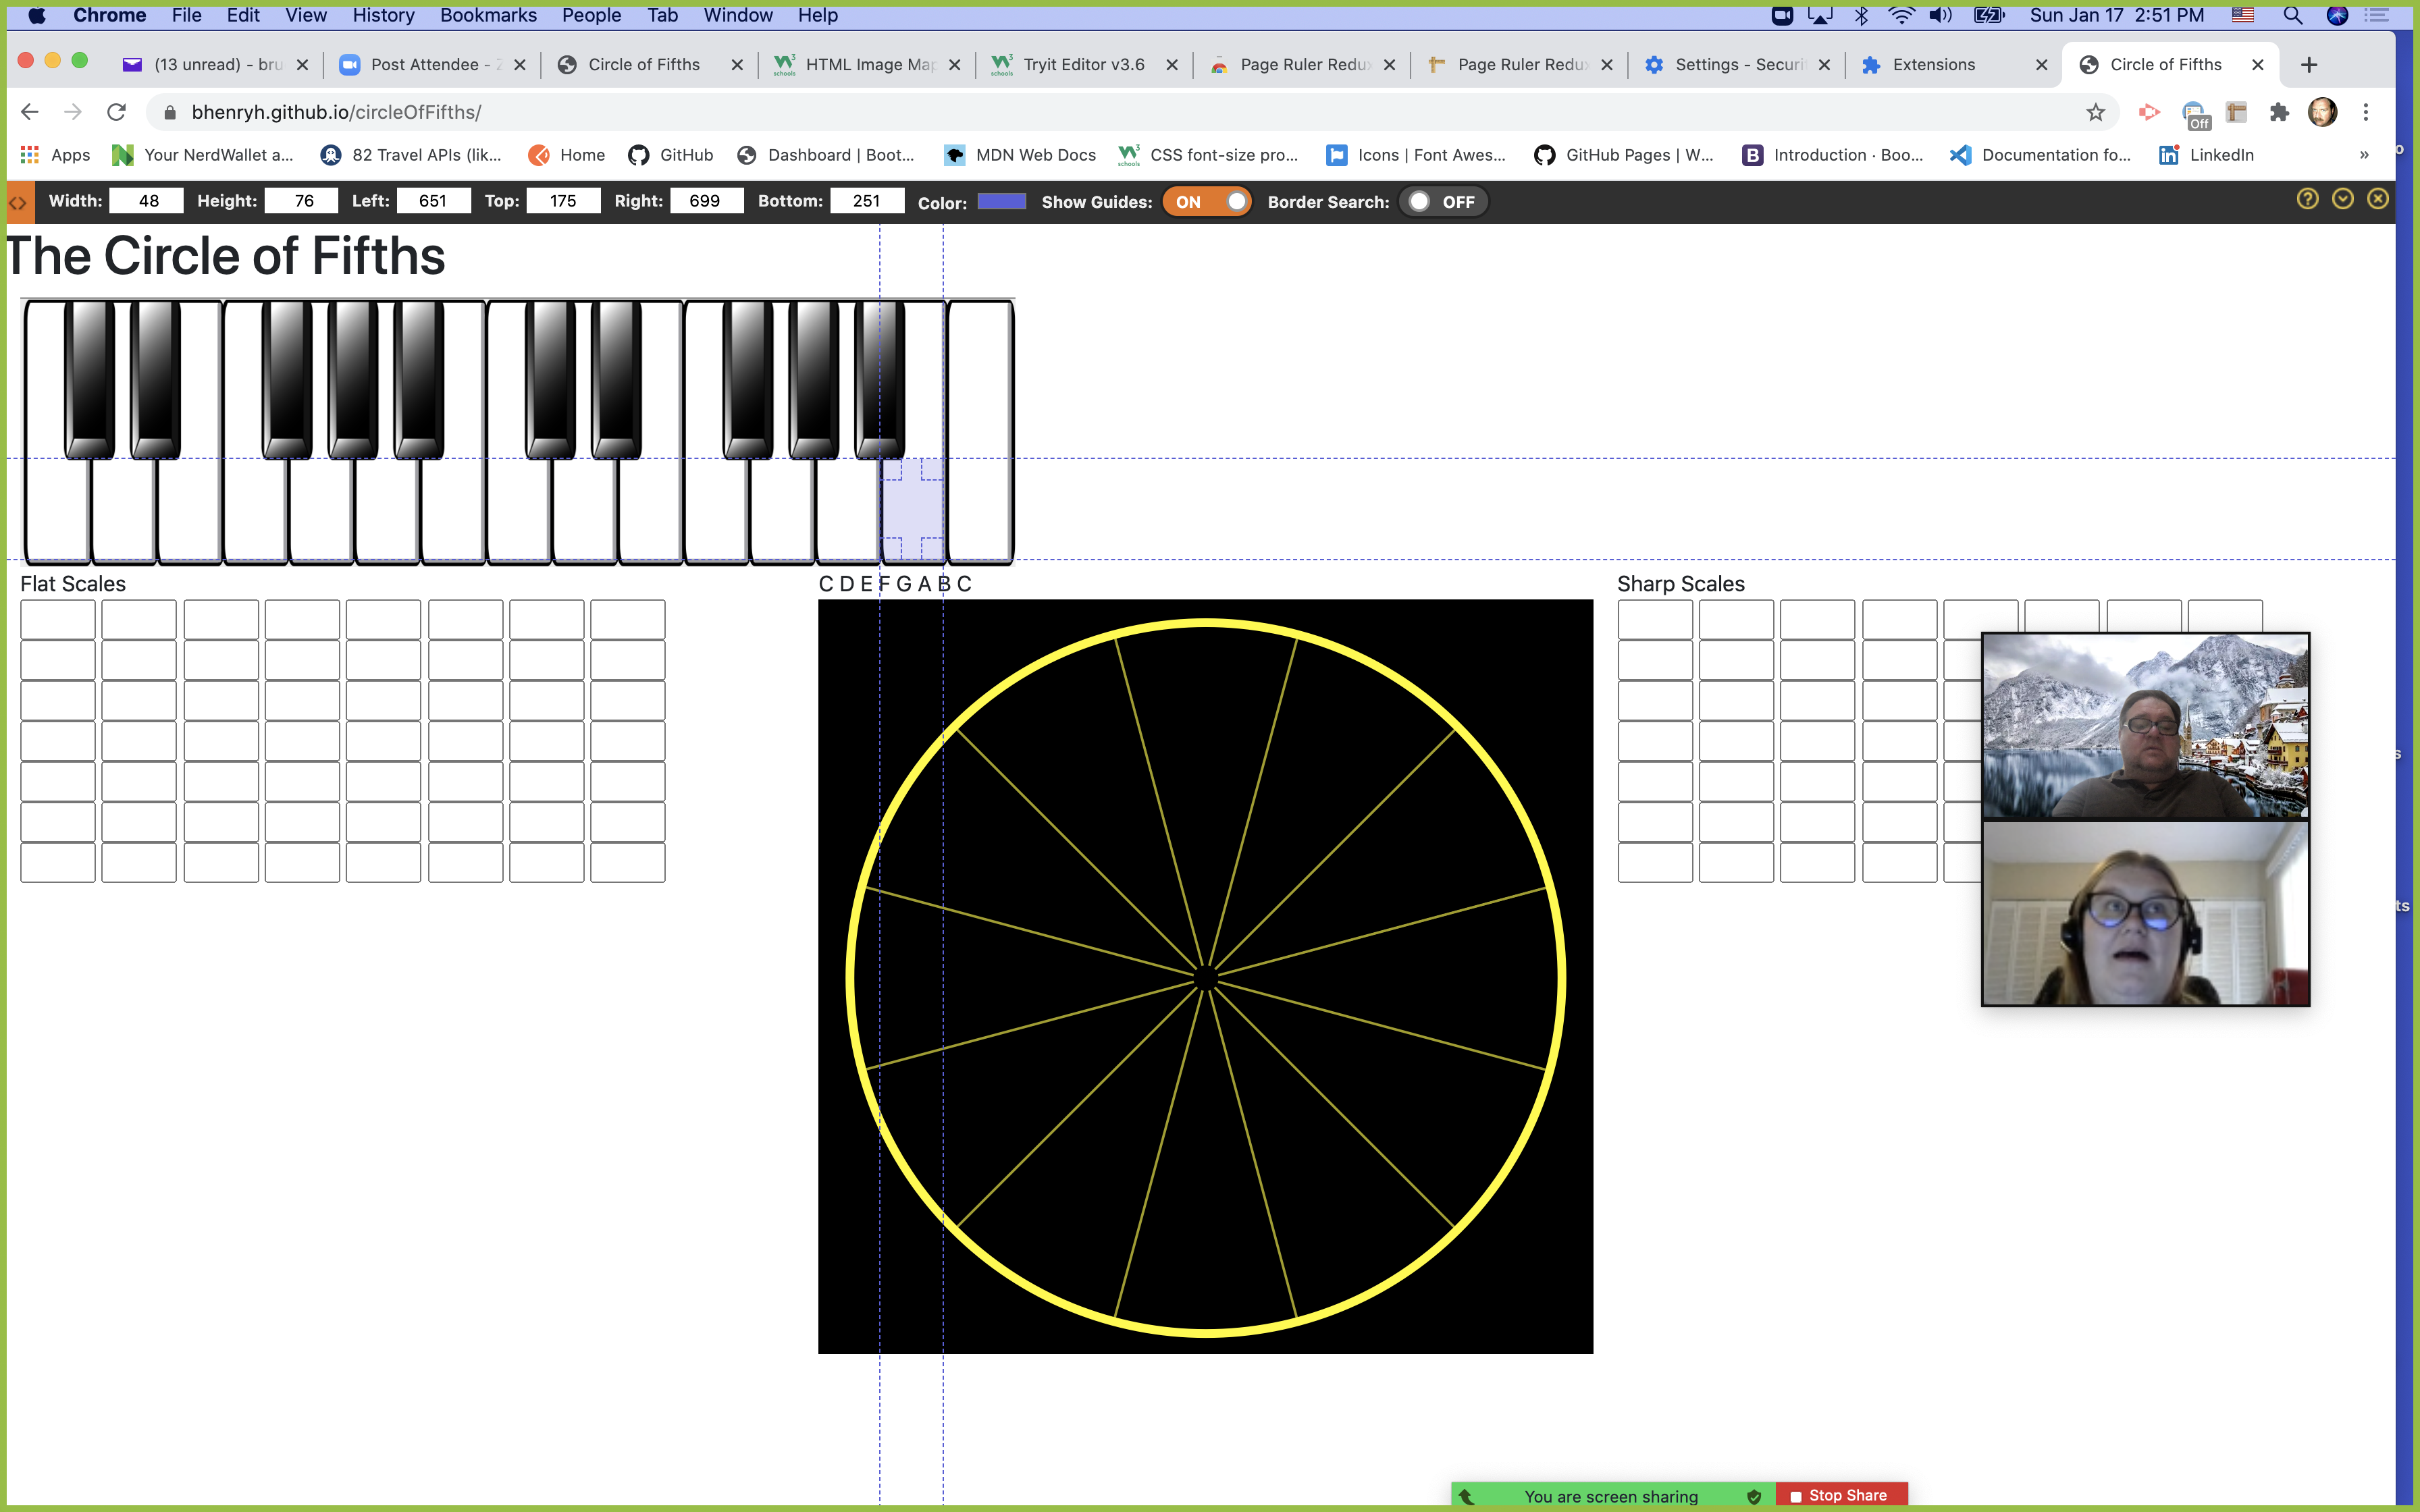 Chrome File Edit View History Bookmarks People Tab Window Help Sun Jan 17 2:51 PM
(13 unread) - bru Post Attendee - Circle of Fifths HTML Image Map Tryit Editor v3.6 Page Ruler Redux Page Ruler Redux Settings - Securi Extensions Circle of Fifths
bhenryh.github.io/circleOfFifths/
Off
Apps Your NerdWallet a... 82 Travel APIs (lik... Home GitHub Dashboard | Boot... MDN Web Docs CSS font-size pro... Icons | Font Awes... GitHub Pages | W... Introduction · Boo... Documentation fo... LinkedIn »
Width: 48 Height: 76 Left: 651 Top: 175 Right: 699 Bottom: 251 Color: Show Guides: ON Border Search: OFF
The Circle of Fifths
Flat Scales
C D E F G A B C
Sharp Scales
You are screen sharing Stop Share